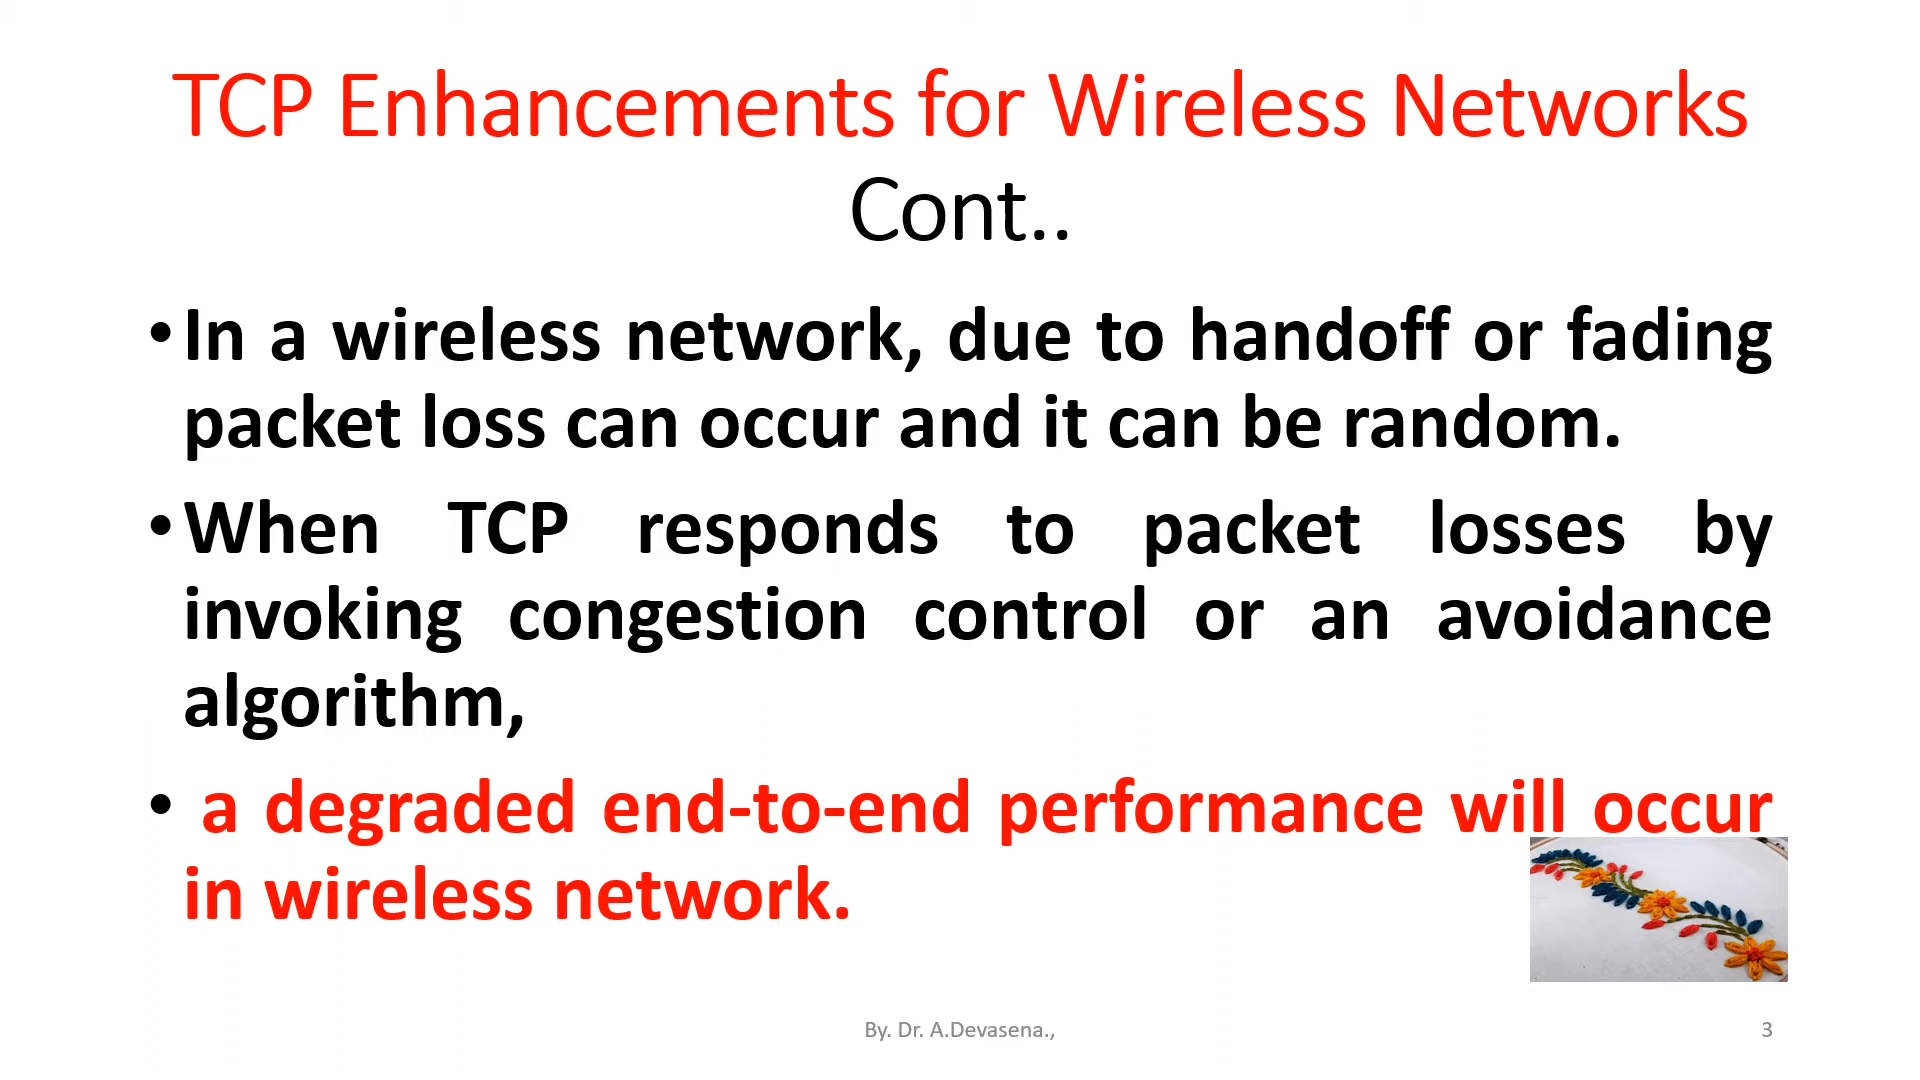 TCP Enhancements for Wireless Networks
Cont..
•In a wireless network, due to handoff or fading
packet loss can occur and it can be random.
•When TCP responds to packet losses by
invoking congestion control or an avoidance
algorithm,
• a degraded end-to-end performance will occur
in wireless network.
By. Dr. A.Devasena.,
3